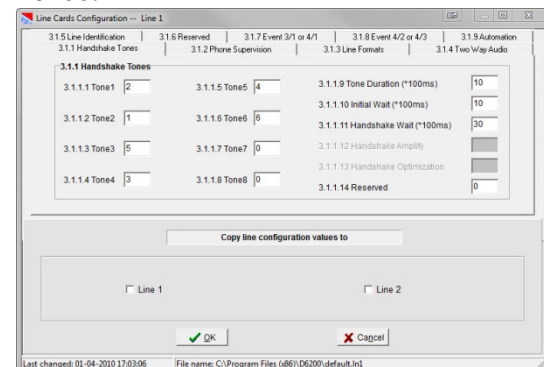 Line Cards Configuration -- Line 1
3.1.5 Line Identification 3.1.6 Reserved 3.1.7 Event 3/1 or 4/1 3.1.8 Event 4/2 or 4/3 3.1.9 Automation
3.1.1 Handshake Tones 3.1.2 Phone Supervision 3.1.3 Line Formats 3.1.4 Two Way Audio
3.1.1 Handshake Tones
3.1.1.1 Tone1 2 3.1.1.5 Tone5 4 3.1.1.9 Tone Duration (*100ms) 10
3.1.1.2 Tone2 1 3.1.1.6 Tone6 6 3.1.1.10 Initial Wait (*100ms) 10
3.1.1.11 Handshake Wait (*100ms) 30
3.1.1.3 Tone3 5 3.1.1.7 Tone7 0 3.1.1.12 Handshake Amplify
3.1.1.13 Handshake Optimization
3.1.1.4 Tone4 3 3.1.1.8 Tone8 0 3.1.1.14 Reserved 0
Copy line configuration values to
Line 1 Line 2
OK Cancel
Last changed: 01-04-2010 17:03:06 File name: C:\Program Files (x86)\D6200\default.ln1